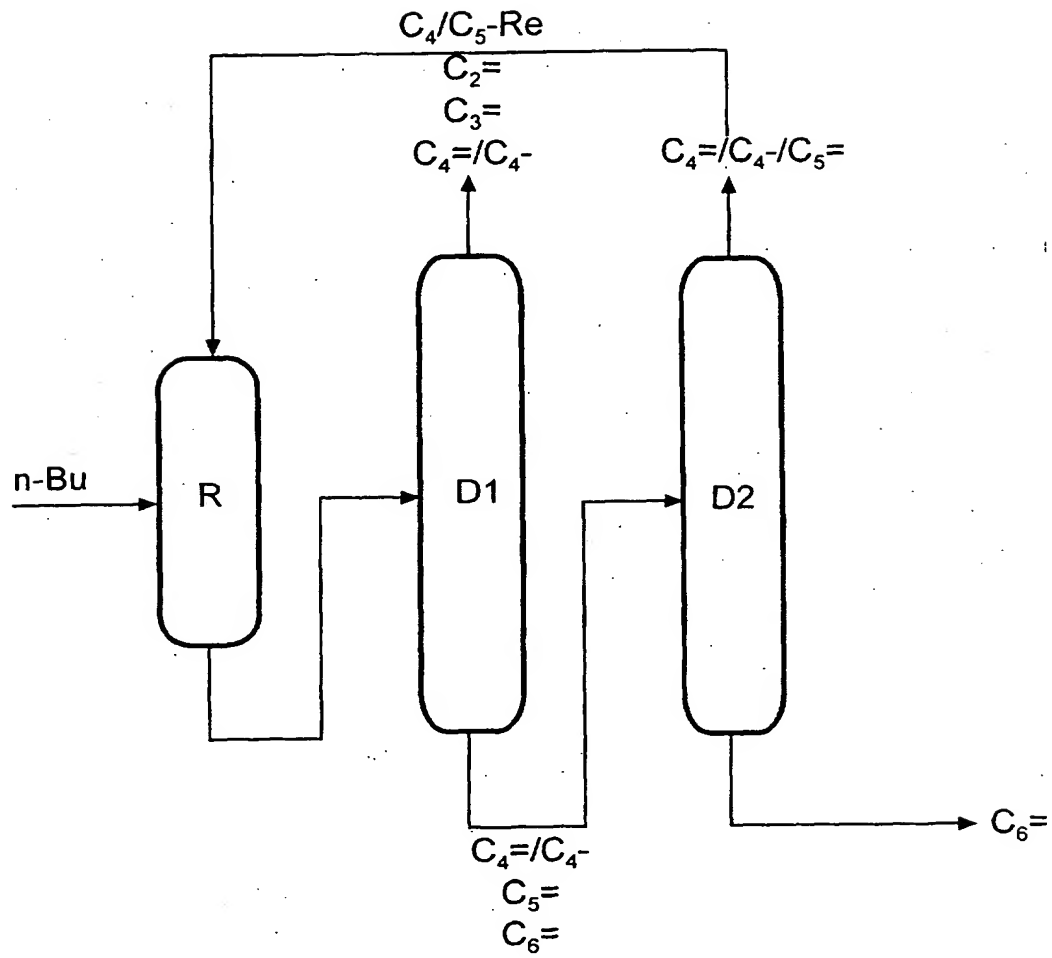 C₄/C₅-Re
C₂=
C₃=
C₄=/C₄-
C₄=/C₄-/C₅=
n-Bu
R
D1
D2
C₆=
C₄=/C₄-
C₅=
C₆=